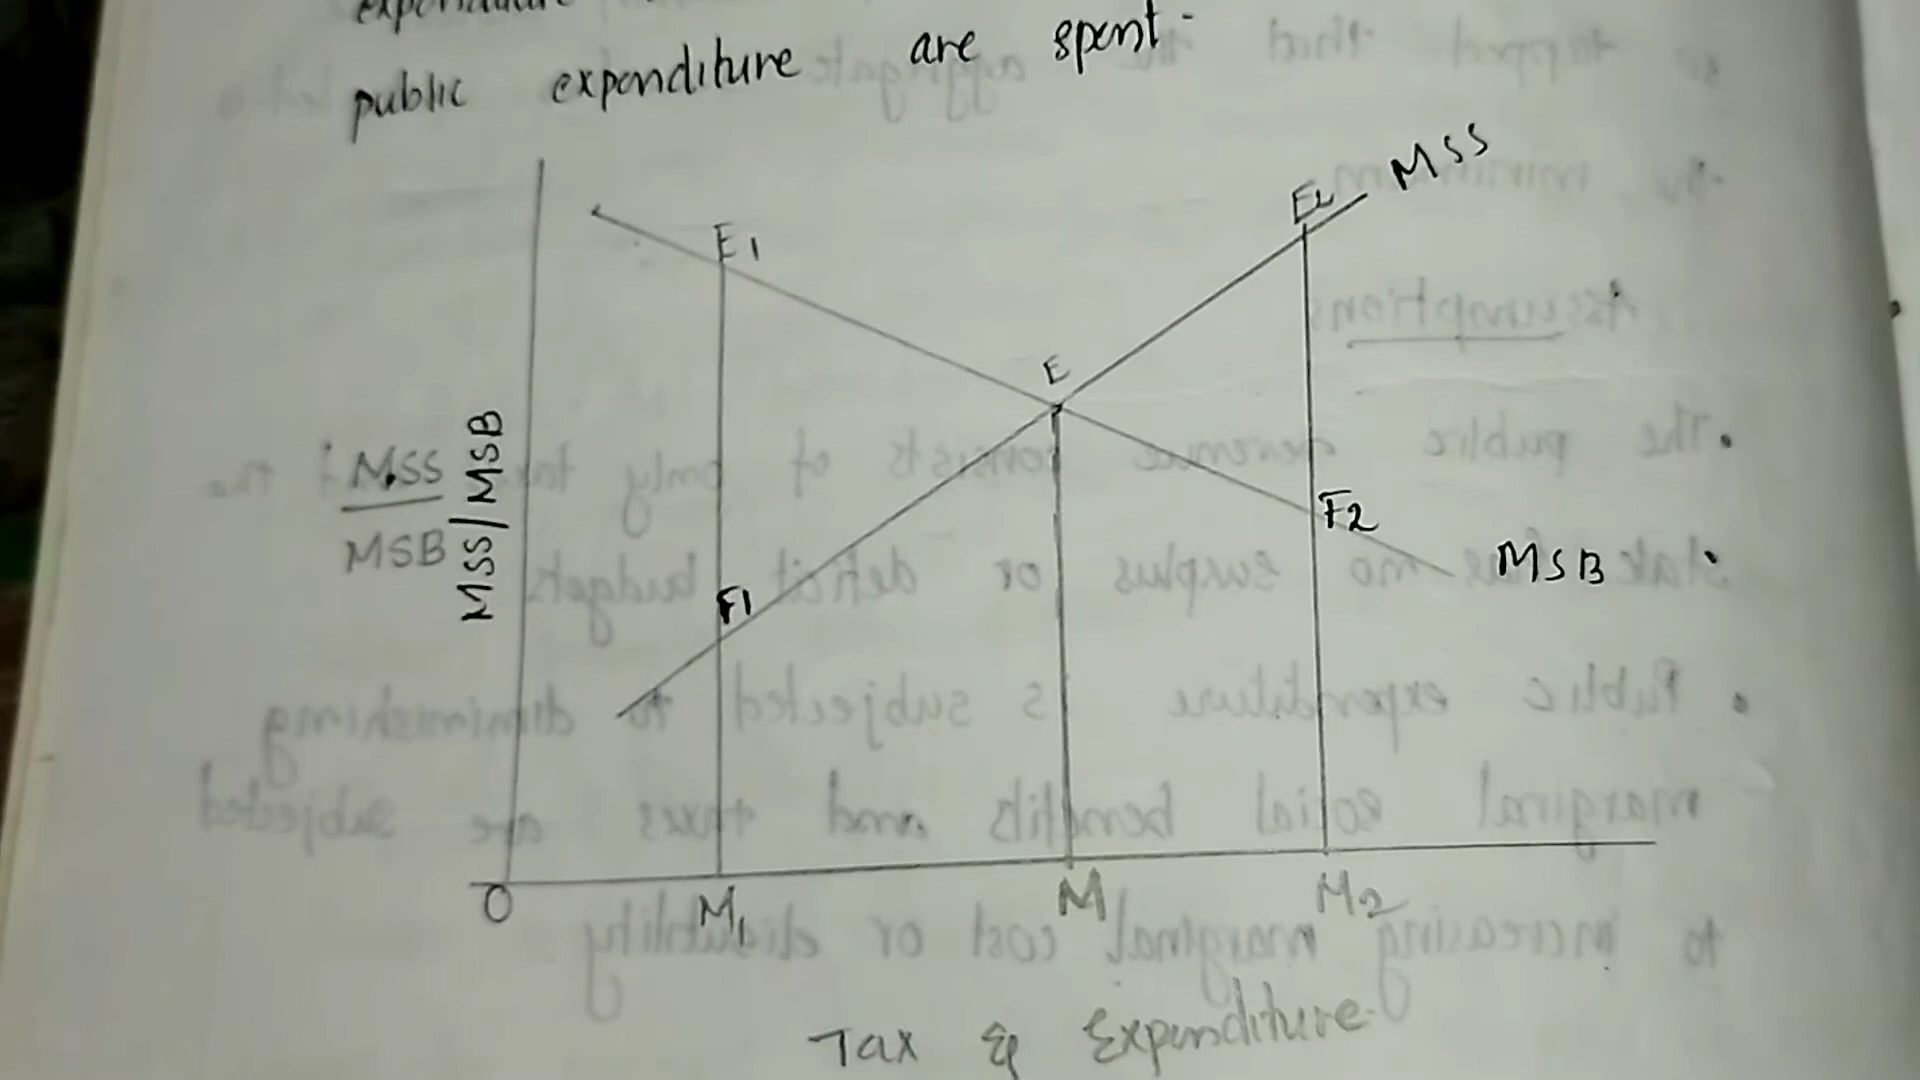 public expenditure are spent
MSS
E2
E1
E
MSS
MSB
MSS/MSB
F2
MSB
F1
O
M1
M
M2
Tax & Expenditure